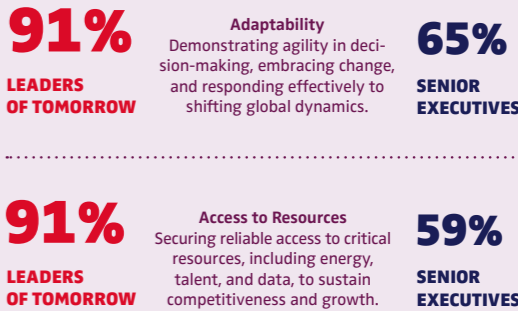 91%
LEADERS
OF TOMORROW
Adaptability
Demonstrating agility in deci-
sion-making, embracing change,
and responding effectively to
shifting global dynamics.
65%
SENIOR
EXECUTIVES
91%
LEADERS
OF TOMORROW
Access to Resources
Securing reliable access to critical
resources, including energy,
talent, and data, to sustain
competitiveness and growth.
59%
SENIOR
EXECUTIVES